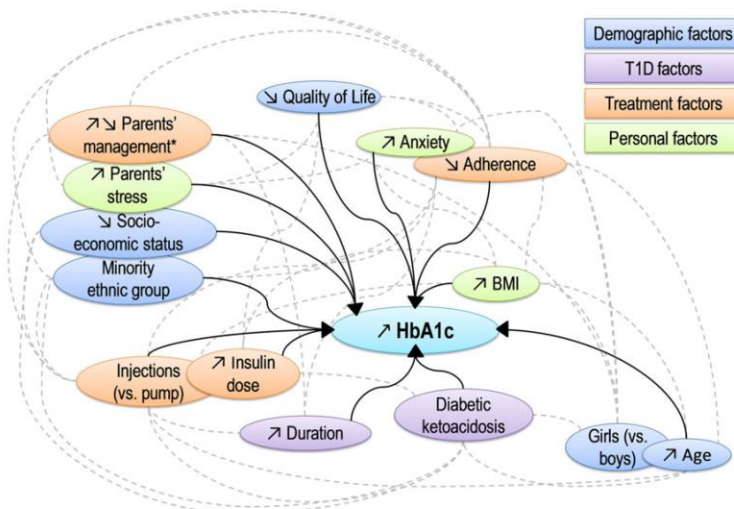 Demographic factors
T1D factors
Treatment factors
Personal factors
↘ Quality of Life
↗ ↘ Parents'
management*
↗ Anxiety
↘ Adherence
↗ Parents'
stress
↘ Socio-
economic status
Minority
ethnic group
↗ BMI
↗ HbA1c
Injections
(vs. pump)
↗ Insulin
dose
↗ Duration
Diabetic
ketoacidosis
Girls (vs.
boys)
↗ Age